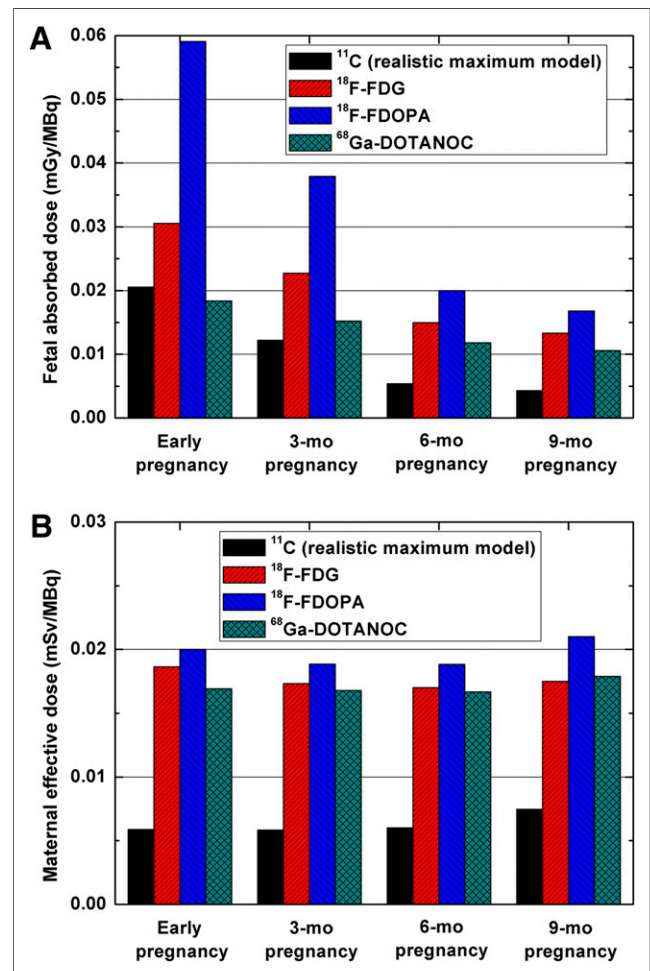 A
0.06
0.05
0.04
0.03
0.02
0.01
0.00
Fetal absorbed dose (mGy/MBq)
¹¹C (realistic maximum model)
¹⁸F-FDG
¹⁸F-FDOPA
⁶⁸Ga-DOTANOC
Early
pregnancy
3-mo
pregnancy
6-mo
pregnancy
9-mo
pregnancy
B
0.03
0.02
0.01
0.00
Maternal effective dose (mSv/MBq)
¹¹C (realistic maximum model)
¹⁸F-FDG
¹⁸F-FDOPA
⁶⁸Ga-DOTANOC
Early
pregnancy
3-mo
pregnancy
6-mo
pregnancy
9-mo
pregnancy